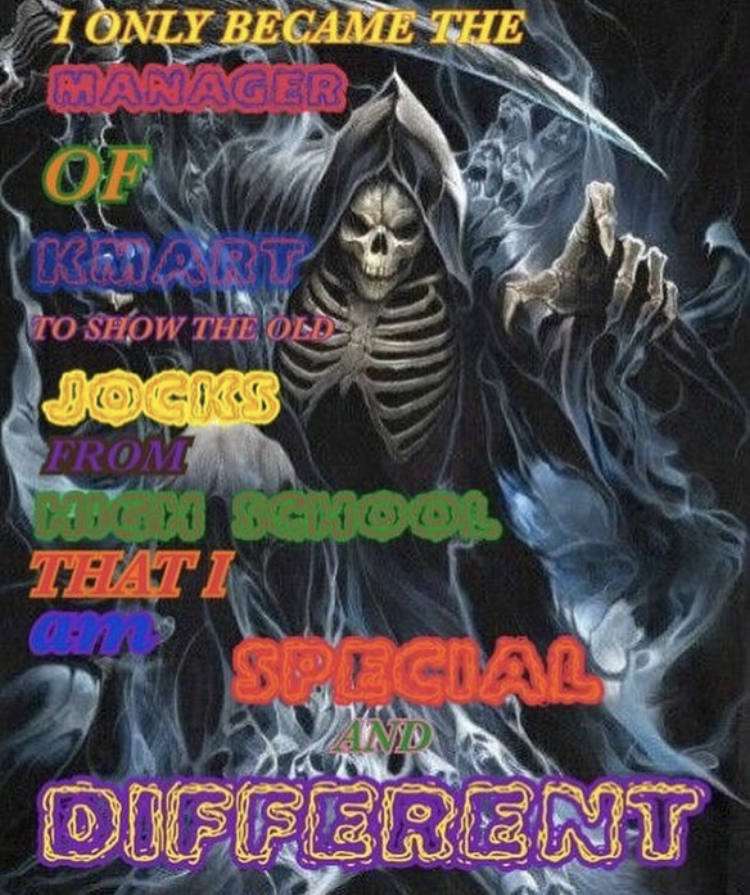 I ONLY BECAME THE
MANAGER
OF
KMART
TO SHOW THE OLD
JOCKS
FROM
HIGH SCHOOL
THAT I
am
SPECIAL
AND
DIFFERENT